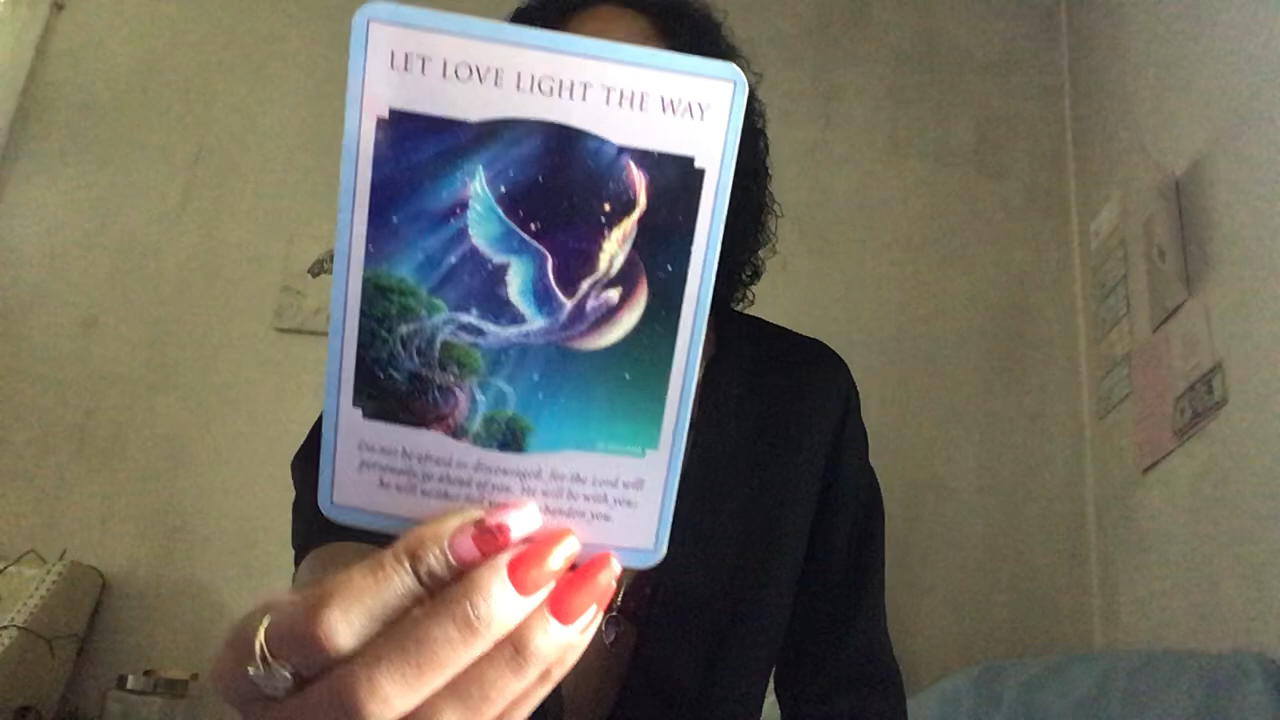 LET LOVE LIGHT THE WAY
Do not be afraid or discouraged, for the Lord will
personally go ahead of you. He will be with you;
he will neither fail you abandon you.